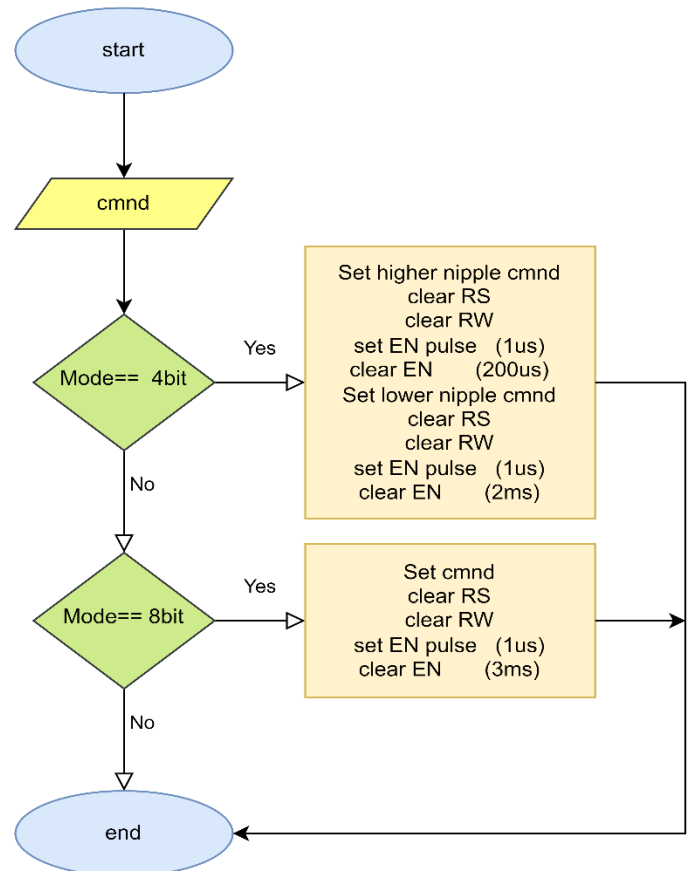 start
cmnd
Mode== 4bit
Yes
Set higher nipple cmnd
clear RS
clear RW
set EN pulse (1us)
clear EN (200us)
Set lower nipple cmnd
clear RS
clear RW
set EN pulse (1us)
clear EN (2ms)
No
Mode== 8bit
Yes
Set cmnd
clear RS
clear RW
set EN pulse (1us)
clear EN (3ms)
No
end